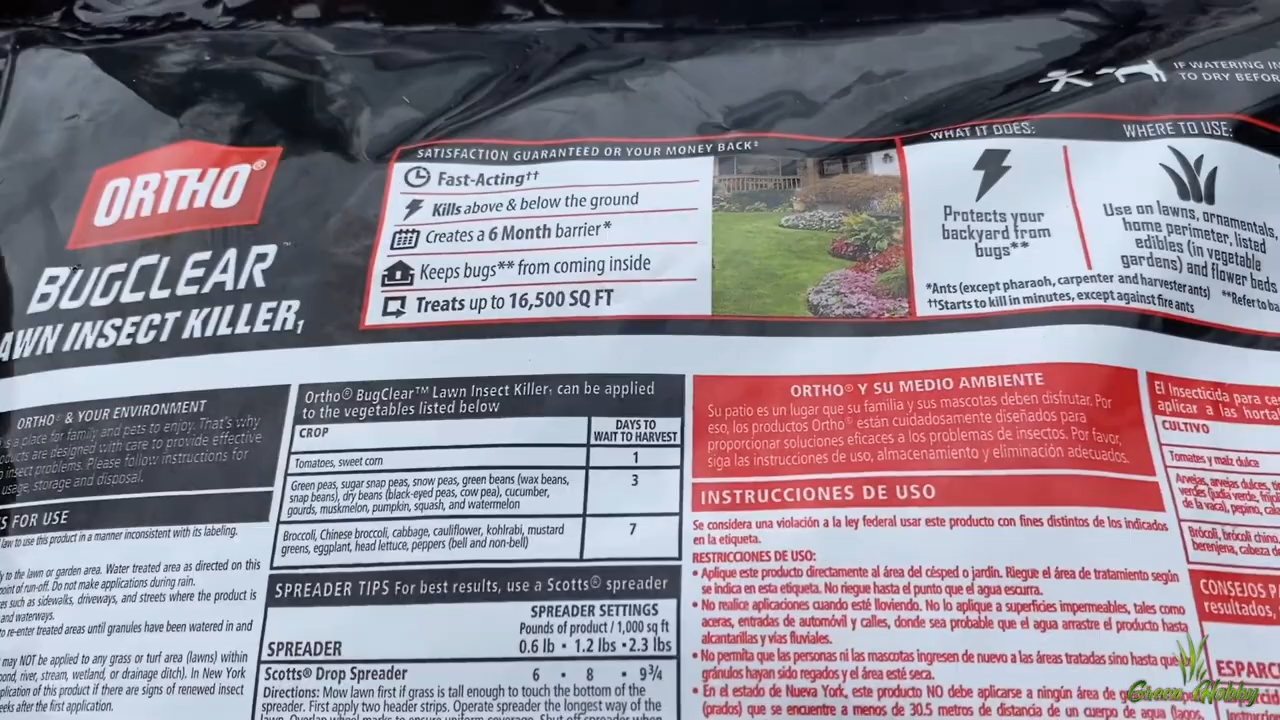 IF WATERING IN
TO DRY BEFOR
ORTHO®
BUGCLEAR™
AWN INSECT KILLER1
SATISFACTION GUARANTEED OR YOUR MONEY BACK‡
Fast-Acting††
Kills above & below the ground
Creates a 6 Month barrier*
Keeps bugs** from coming inside
Treats up to 16,500 SQ FT
WHAT IT DOES:
Protects your
backyard from
bugs**
WHERE TO USE:
Use on lawns, ornamentals,
home perimeter, listed
edibles (in vegetable
gardens) and flower beds
*Ants (except pharaoh, carpenter and harvester ants) **Refer to ba
††Starts to kill in minutes, except against fire ants
ORTHO® & YOUR ENVIRONMENT
is a place for family and pets to enjoy. That's why
oducts are designed with care to provide effective
o insect problems. Please follow instructions for
usage, storage and disposal.
S FOR USE
law to use this product in a manner inconsistent with its labeling.
y to the lawn or garden area. Water treated area as directed on this
point of run-off. Do not make applications during rain.
es such as sidewalks, driveways, and streets where the product is
and waterways.
to re-enter treated areas until granules have been watered in and
may NOT be applied to any grass or turf area (lawns) within
pond, river, stream, wetland, or drainage ditch). In New York
plication of this product if there are signs of renewed insect
eeks after the first application.
Ortho® BugClear™ Lawn Insect Killer1 can be applied
to the vegetables listed below
CROP
DAYS TO
WAIT TO HARVEST
Tomatoes, sweet corn 1
Green peas, sugar snap peas, snow peas, green beans (wax beans,
snap beans), dry beans (black-eyed peas, cow pea), cucumber,
gourds, muskmelon, pumpkin, squash, and watermelon
3
Broccoli, Chinese broccoli, cabbage, cauliflower, kohlrabi, mustard
greens, eggplant, head lettuce, peppers (bell and non-bell)
7
SPREADER TIPS For best results, use a Scotts® spreader
SPREADER
SPREADER SETTINGS
Pounds of product / 1,000 sq ft
0.6 lb • 1.2 lbs • 2.3 lbs
Scotts® Drop Spreader 6 • 8 • 9¾
Directions: Mow lawn first if grass is tall enough to touch the bottom of the
spreader. First apply two header strips. Operate spreader the longest way of the
ORTHO® Y SU MEDIO AMBIENTE
Su patio es un lugar que su familia y sus mascotas deben disfrutar. Por
eso, los productos Ortho® están cuidadosamente diseñados para
proporcionar soluciones eficaces a los problemas de insectos. Por favor,
siga las instrucciones de uso, almacenamiento y eliminación adecuados.
INSTRUCCIONES DE USO
Se considera una violación a la ley federal usar este producto con fines distintos de los indicados
en la etiqueta.
RESTRICCIONES DE USO:
• Aplique este producto directamente al área del césped o jardín. Riegue el área de tratamiento según
se indica en esta etiqueta. No riegue hasta el punto que el agua escurra.
• No realice aplicaciones cuando esté lloviendo. No lo aplique a superficies impermeables, tales como
aceras, entradas de automóvil y calles, donde sea probable que el agua arrastre el producto hasta
alcantarillas y vías fluviales.
• No permita que las personas ni las mascotas ingresen de nuevo a las áreas tratadas sino hasta que
gránulos hayan sido regados y el área esté seca.
• En el estado de Nueva York, este producto NO debe aplicarse a ningún área de
(prados) que se encuentre a menos de 30.5 metros de distancia de un cuerpo de agua (lagos
El Insecticida para cé
aplicar a las horta
CULTIVO
Tomates y maíz dulce
Arvejas, arvejas dulces, ti
verdes (judía verde, frijo
de la vaca), pepino, cala
Brócoli, brócoli chino,
berenjena, cabeza d
CONSEJOS P
resultados,
ESPARC
Green Hobby